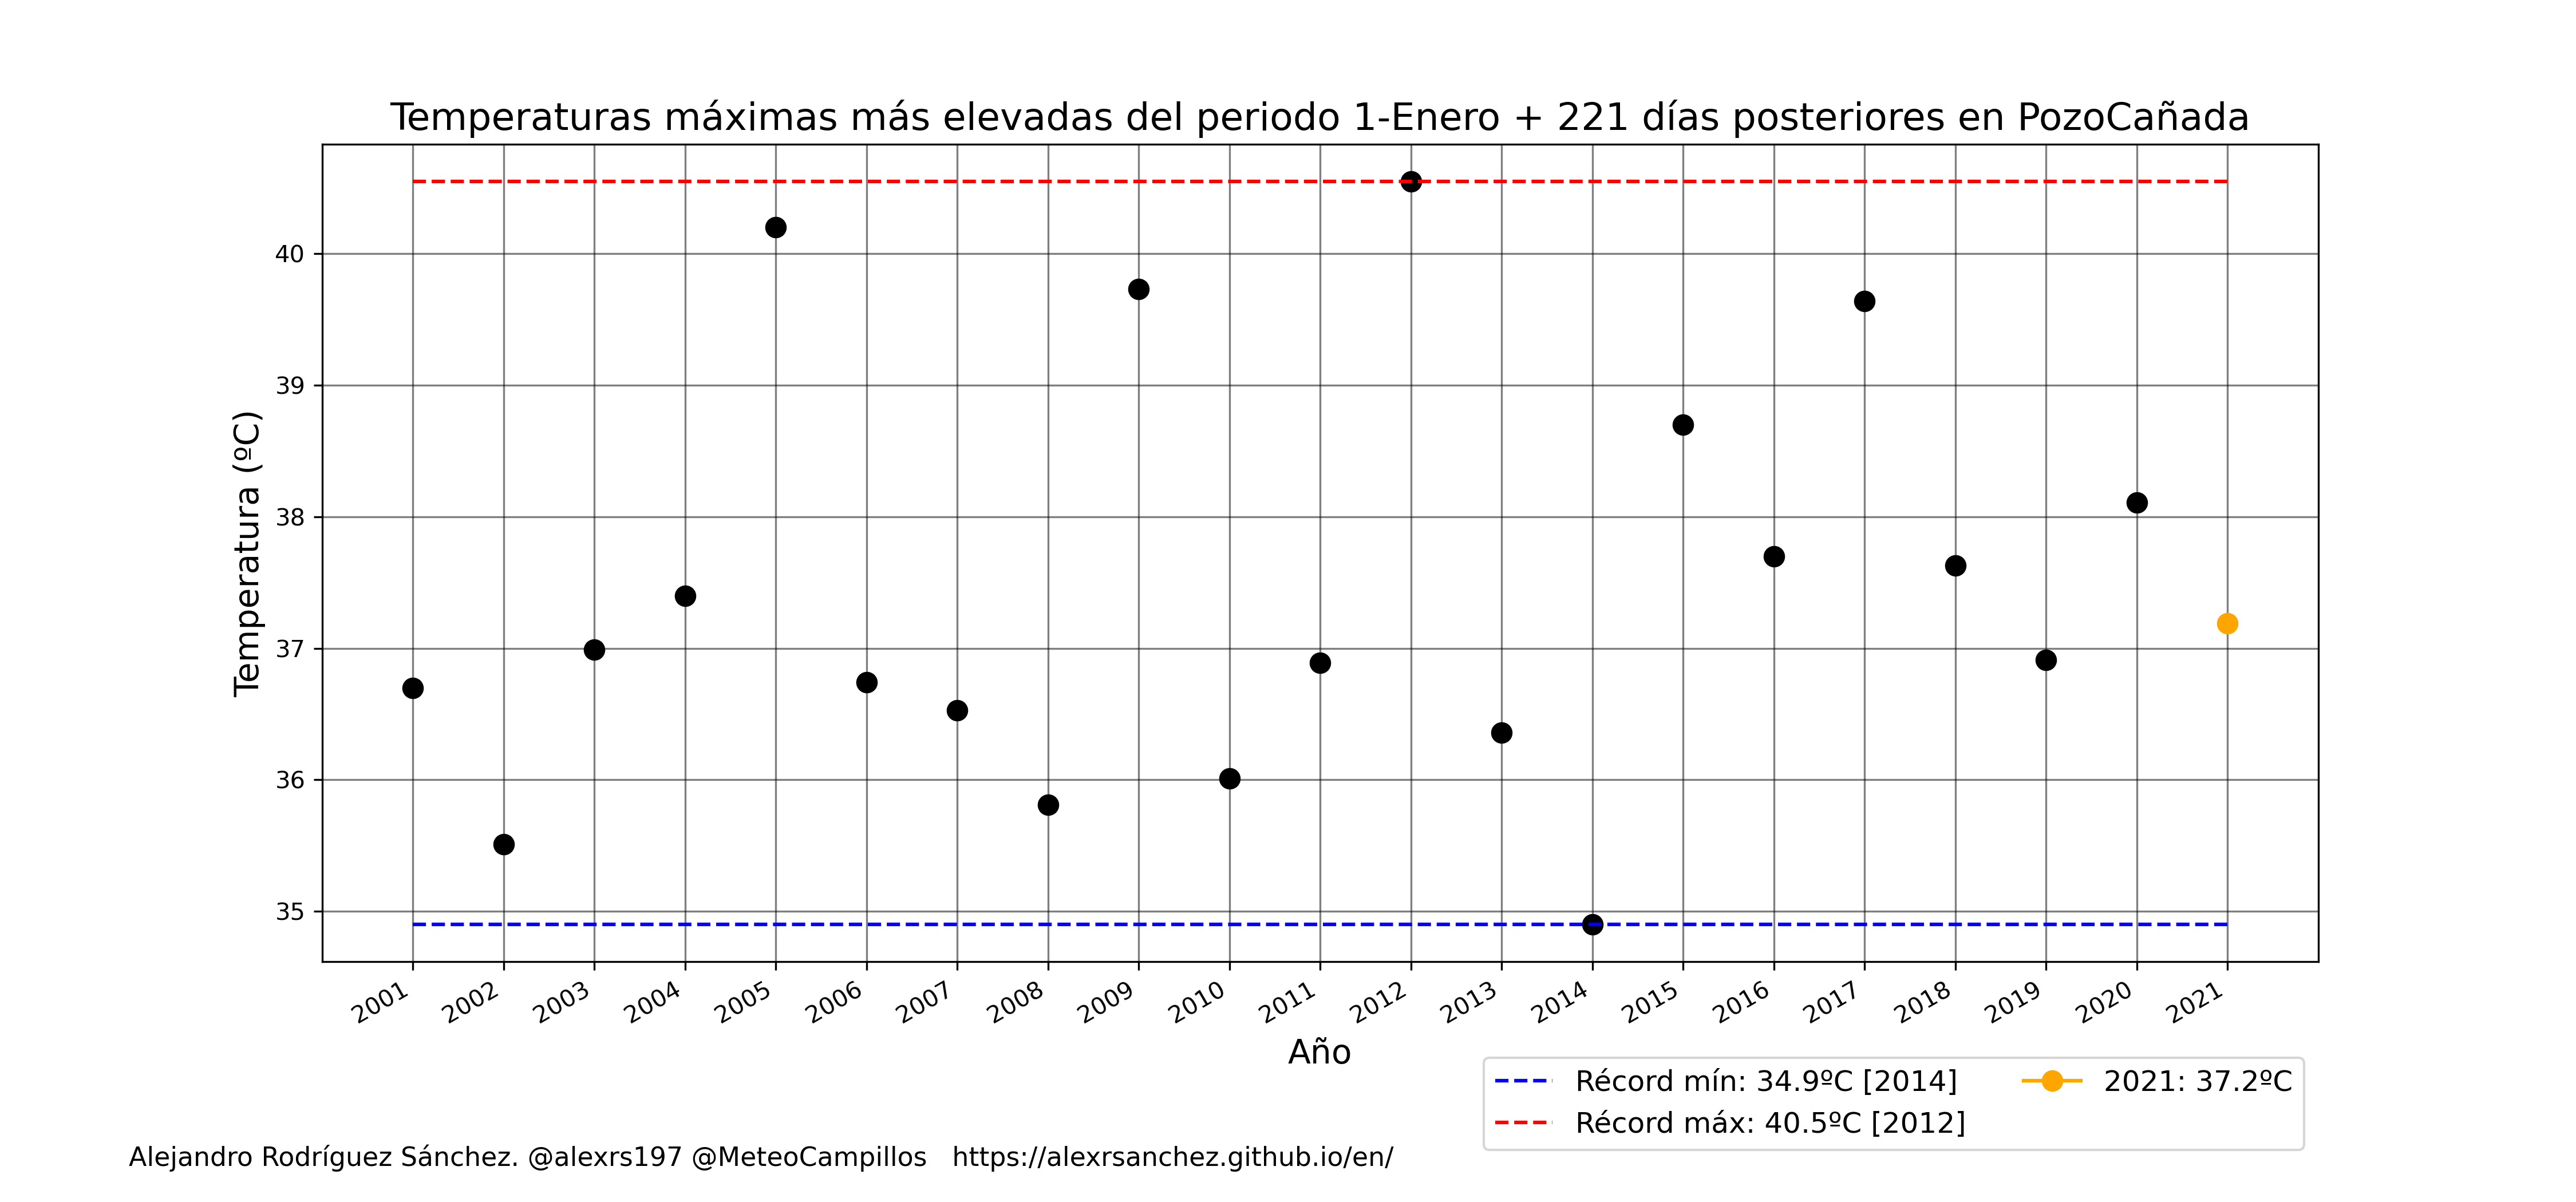 Temperaturas máximas más elevadas del periodo 1-Enero + 221 días posteriores en PozoCañada
Temperatura (ºC)
40
39
38
37
36
35
2001 2002 2003 2004 2005 2006 2007 2008 2009 2010 2011 2012 2013 2014 2015 2016 2017 2018 2019 2020 2021
Año
Récord mín: 34.9ºC [2014]
Récord máx: 40.5ºC [2012]
2021: 37.2ºC
Alejandro Rodríguez Sánchez. @alexrs197 @MeteoCampillos https://alexrsanchez.github.io/en/